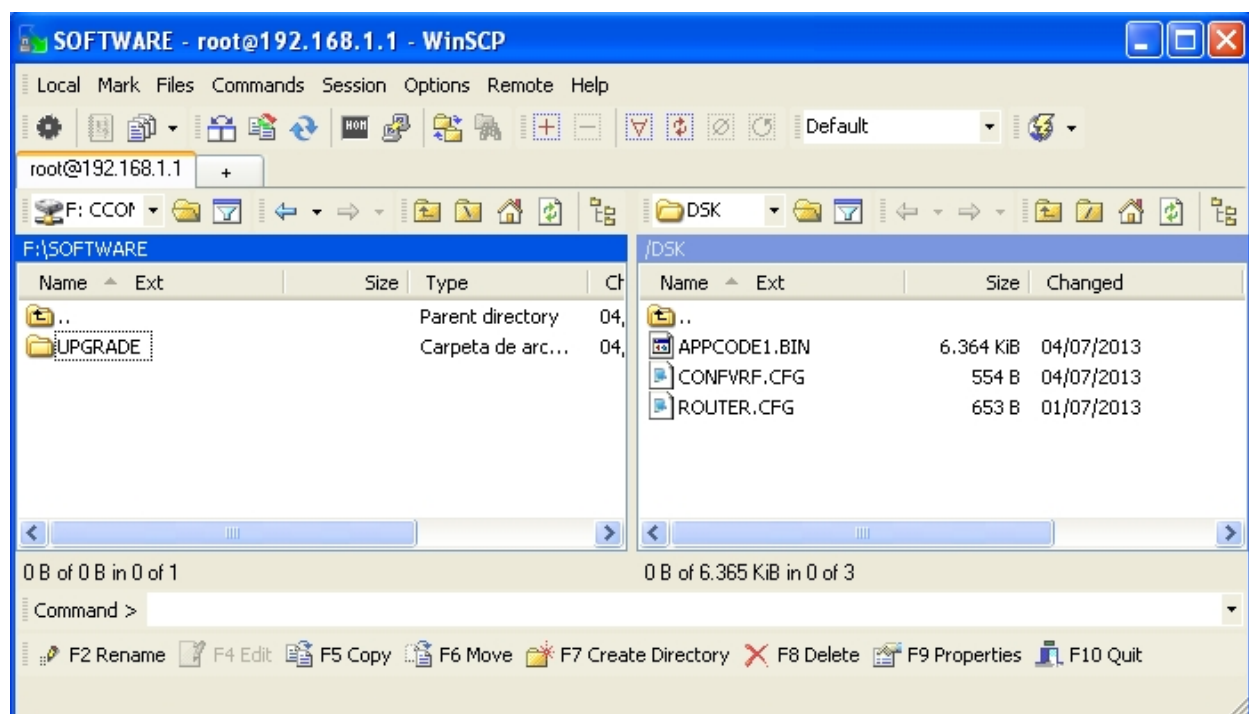 SOFTWARE - root@192.168.1.1 - WinSCP
Local Mark Files Commands Session Options Remote Help
Default
root@192.168.1.1 +
F:\SOFTWARE
Name Ext Size Type
..  Parent directory 04,
UPGRADE Carpeta de arc... 04,
0 B of 0 B in 0 of 1
DSK
/DSK
Name Ext Size Changed
..
APPCODE1.BIN 6.364 KiB 04/07/2013
CONFVRF.CFG 554 B 04/07/2013
ROUTER.CFG 653 B 01/07/2013
0 B of 6.365 KiB in 0 of 3
Command >
F2 Rename F4 Edit F5 Copy F6 Move F7 Create Directory F8 Delete F9 Properties F10 Quit